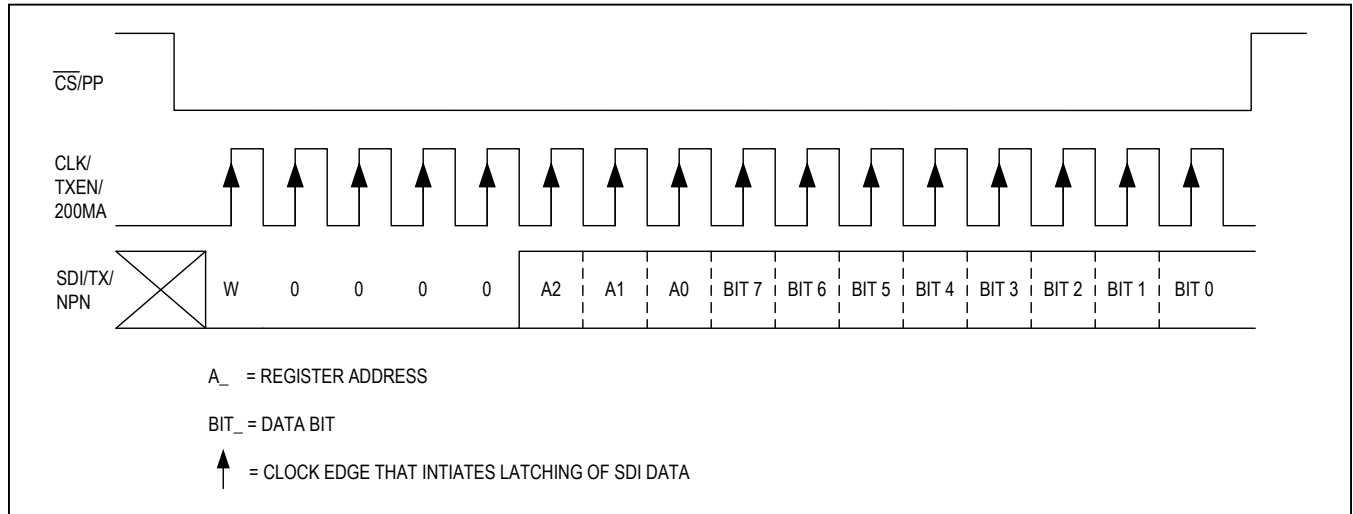 CS/PP
CLK/
TXEN/
200MA
SDI/TX/
NPN
W 0 0 0 0 A2 A1 A0 BIT 7 BIT 6 BIT 5 BIT 4 BIT 3 BIT 2 BIT 1 BIT 0
A_ = REGISTER ADDRESS
BIT_ = DATA BIT
= CLOCK EDGE THAT INTIATES LATCHING OF SDI DATA